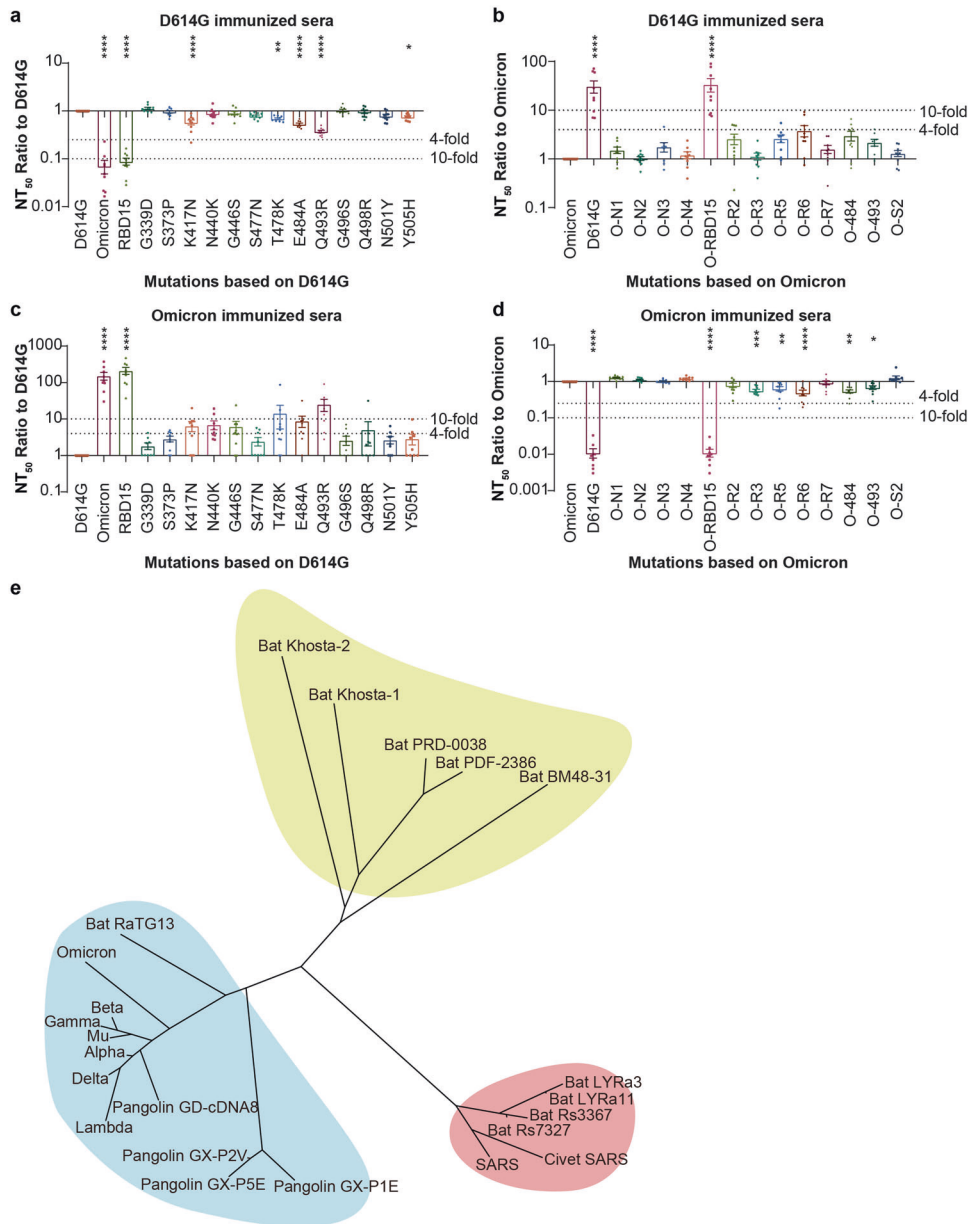 a
D614G immunized sera
**** **** **** ** **** **** *
NT50 Ratio to D614G
10
1
0.1
0.01
4-fold
10-fold
D614G
Omicron
RBD15
G339D
S373P
K417N
N440K
G446S
S477N
T478K
E484A
Q493R
G496S
Q498R
N501Y
Y505H
Mutations based on D614G
b
D614G immunized sera
**** ****
NT50 Ratio to Omicron
100
10
1
0.1
10-fold
4-fold
Omicron
D614G
O-N1
O-N2
O-N3
O-N4
O-RBD15
O-R2
O-R3
O-R5
O-R6
O-R7
O-484
O-493
O-S2
Mutations based on Omicron
c
Omicron immunized sera
**** ****
NT50 Ratio to D614G
1000
100
10
1
0.1
10-fold
4-fold
D614G
Omicron
RBD15
G339D
S373P
K417N
N440K
G446S
S477N
T478K
E484A
Q493R
G496S
Q498R
N501Y
Y505H
Mutations based on D614G
d
Omicron immunized sera
**** **** *** ** **** ** *
NT50 Ratio to Omicron
10
1
0.1
0.01
0.001
4-fold
10-fold
Omicron
D614G
O-N1
O-N2
O-N3
O-N4
O-RBD15
O-R2
O-R3
O-R5
O-R6
O-R7
O-484
O-493
O-S2
Mutations based on Omicron
e
Bat Khosta-2
Bat Khosta-1
Bat PRD-0038
Bat PDF-2386
Bat BM48-31
Bat RaTG13
Omicron
Beta
Gamma
Mu
Alpha
Delta
Lambda
Pangolin GD-cDNA8
Pangolin GX-P2V
Pangolin GX-P5E
Pangolin GX-P1E
Bat LYRa3
Bat LYRa11
Bat Rs3367
Bat Rs7327
SARS
Civet SARS